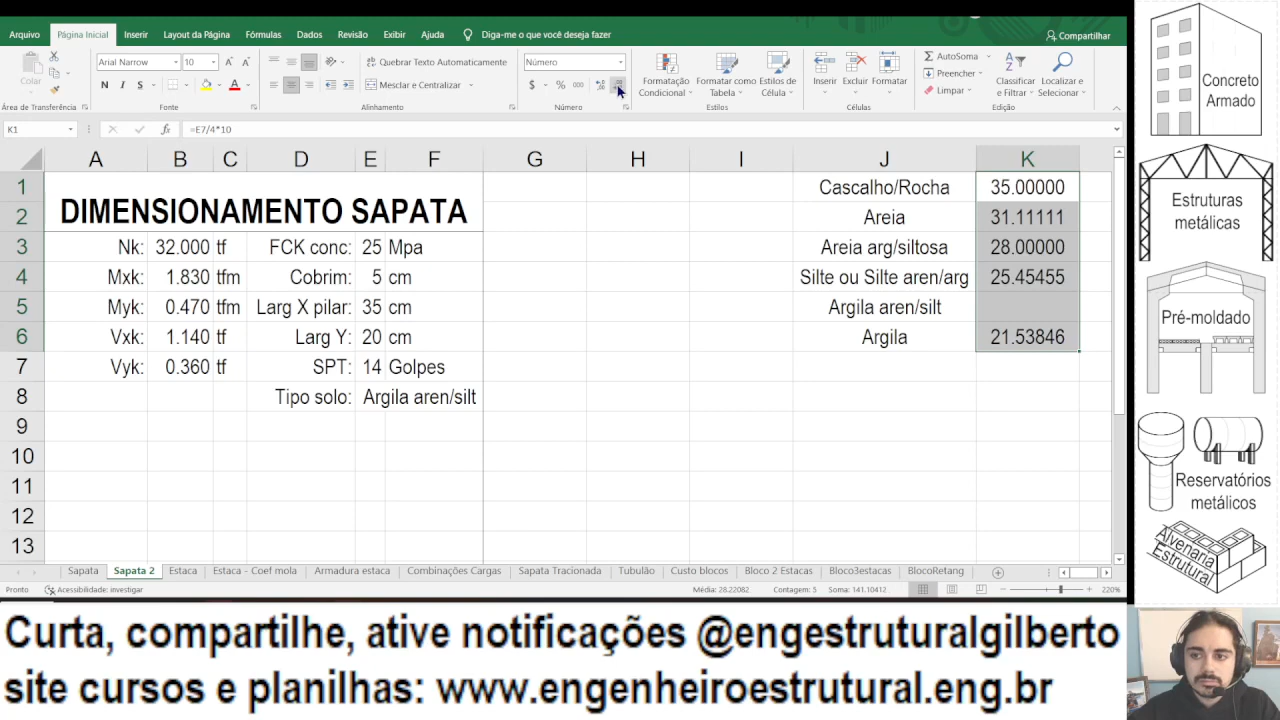 Arquivo Página Inicial Inserir Layout da Página Fórmulas Dados Revisão Exibir Ajuda Diga-me o que você deseja fazer Compartilhar
Colar Arial Narrow 10 Quebrar Texto Automaticamente Número
N I S Mesclar e Centralizar $ % 000
Formatação Condicional Formatar como Tabela Estilos de Célula Inserir Excluir Formatar
AutoSoma
Preencher
Limpar
Classificar e Filtrar Localizar e Selecionar
Área de Transferência Fonte Alinhamento Número Estilos Células Edição
K1 fx =E7/4*10
A B C D E F G H I J K
1 Cascalho/Rocha 35.00000
2 DIMENSIONAMENTO SAPATA Areia 31.11111
3 Nk: 32.000 tf FCK conc: 25 Mpa Areia arg/siltosa 28.00000
4 Mxk: 1.830 tfm Cobrim: 5 cm Silte ou Silte aren/arg 25.45455
5 Myk: 0.470 tfm Larg X pilar: 35 cm Argila aren/silt
6 Vxk: 1.140 tf Larg Y: 20 cm Argila 21.53846
7 Vyk: 0.360 tf SPT: 14 Golpes
8 Tipo solo: Argila aren/silt
9
10
11
12
13
Sapata Sapata 2 Estaca Estaca - Coef mola Armadura estaca Combinações Cargas Sapata Tracionada Tubulão Custo blocos Bloco 2 Estacas Bloco3estacas BlocoRetang
Pronto Acessibilidade: investigar Média: 28.22082 Contagem: 5 Soma: 141.10412 220%
Concreto
Armado
Estruturas
metálicas
Pré-moldado
Reservatórios
metálicos
Alvenaria
Estrutural
Curta, compartilhe, ative notificações @engestruturalgilberto
site cursos e planilhas: www.engenheiroestrutural.eng.br